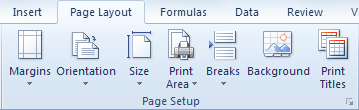 Insert Page Layout Formulas Data Review V
Margins Orientation Size Print Area Breaks Background Print Titles
Page Setup